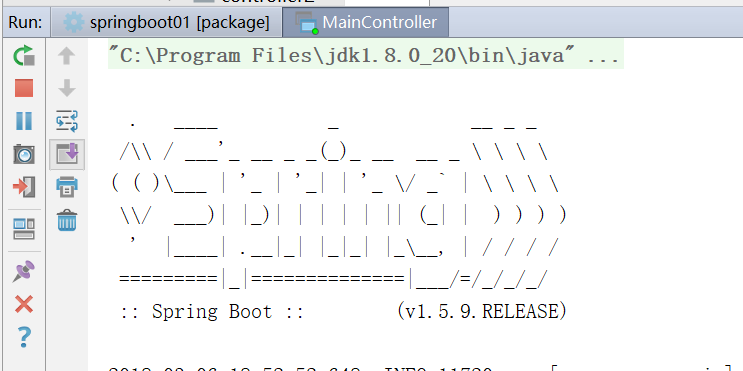 controller2
Run: springboot01 [package] MainController
"C:\Program Files\jdk1.8.0_20\bin\java" ...
  .   ____          _            __ _ _
 /\\ / ___'_ __ _ _(_)_ __  __ _ \ \ \ \
( ( )\___ | '_ | '_| | '_ \/ _` | \ \ \ \
 \\/  ___)| |_)| | | | | || (_| |  ) ) ) )
  '  |____| .__|_| |_|_| |_\__, | / / / /
 =========|_|==============|___/=/_/_/_/
 :: Spring Boot ::        (v1.5.9.RELEASE)